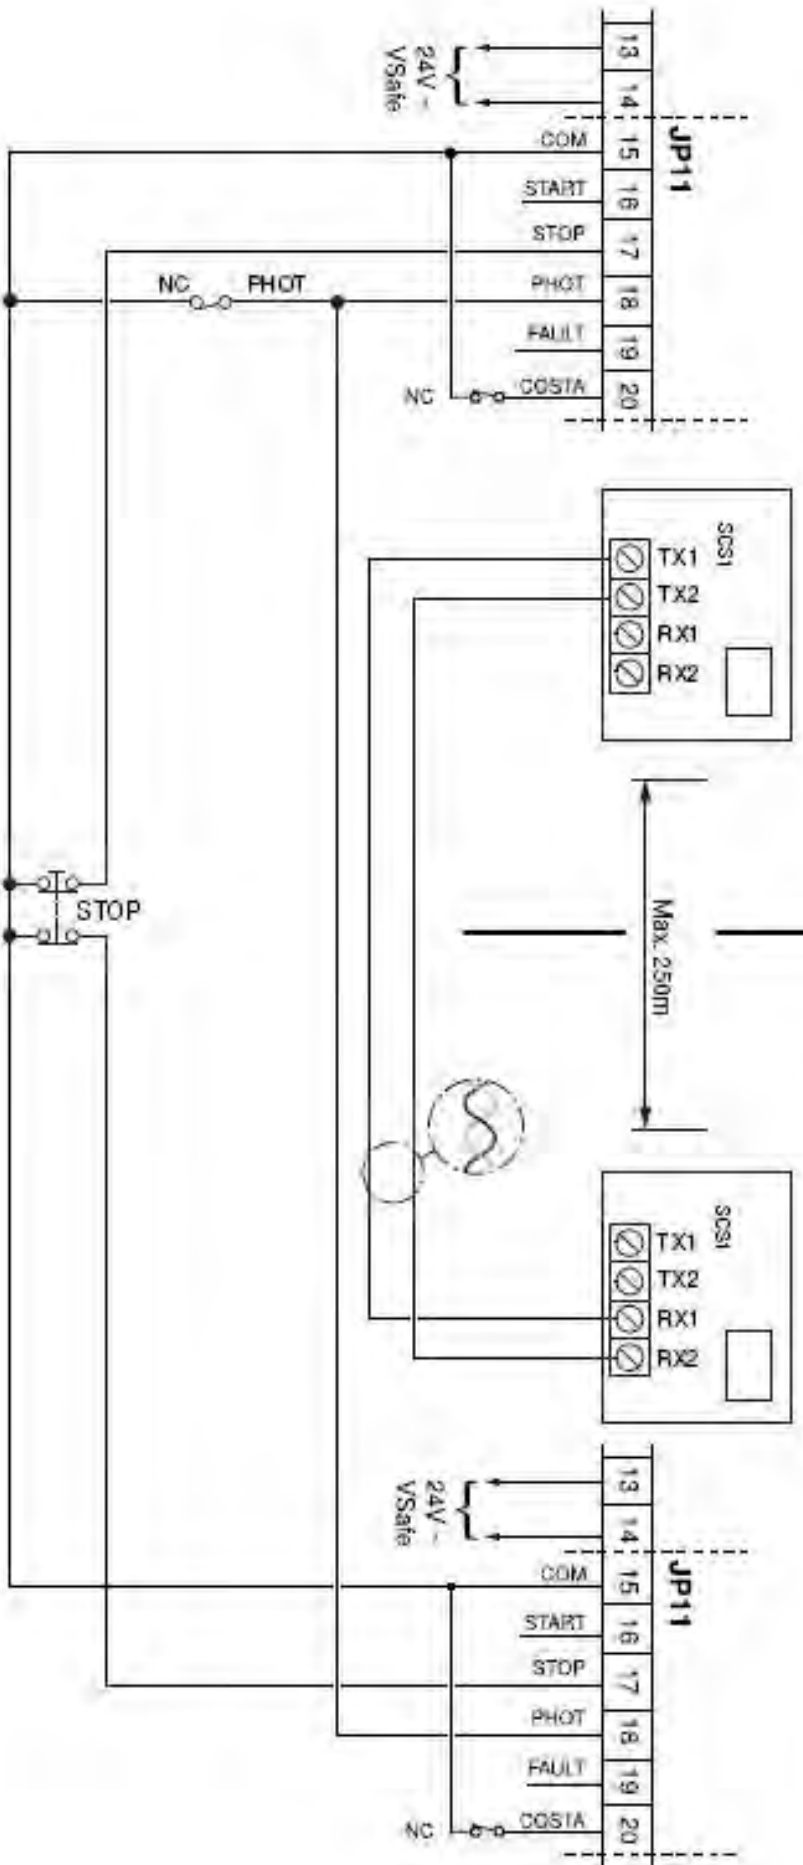 13
24V ~
VSafe
14
JP11
COM
15
START
16
STOP
17
NC
PHOT
PHOT
18
FAULT
19
NC
COSTA
20
SCS1
TX1
TX2
RX1
RX2
Max. 250m
STOP
SCS1
TX1
TX2
RX1
RX2
13
24V ~
VSafe
14
JP11
COM
15
START
16
STOP
17
PHOT
18
FAULT
19
NC
COSTA
20